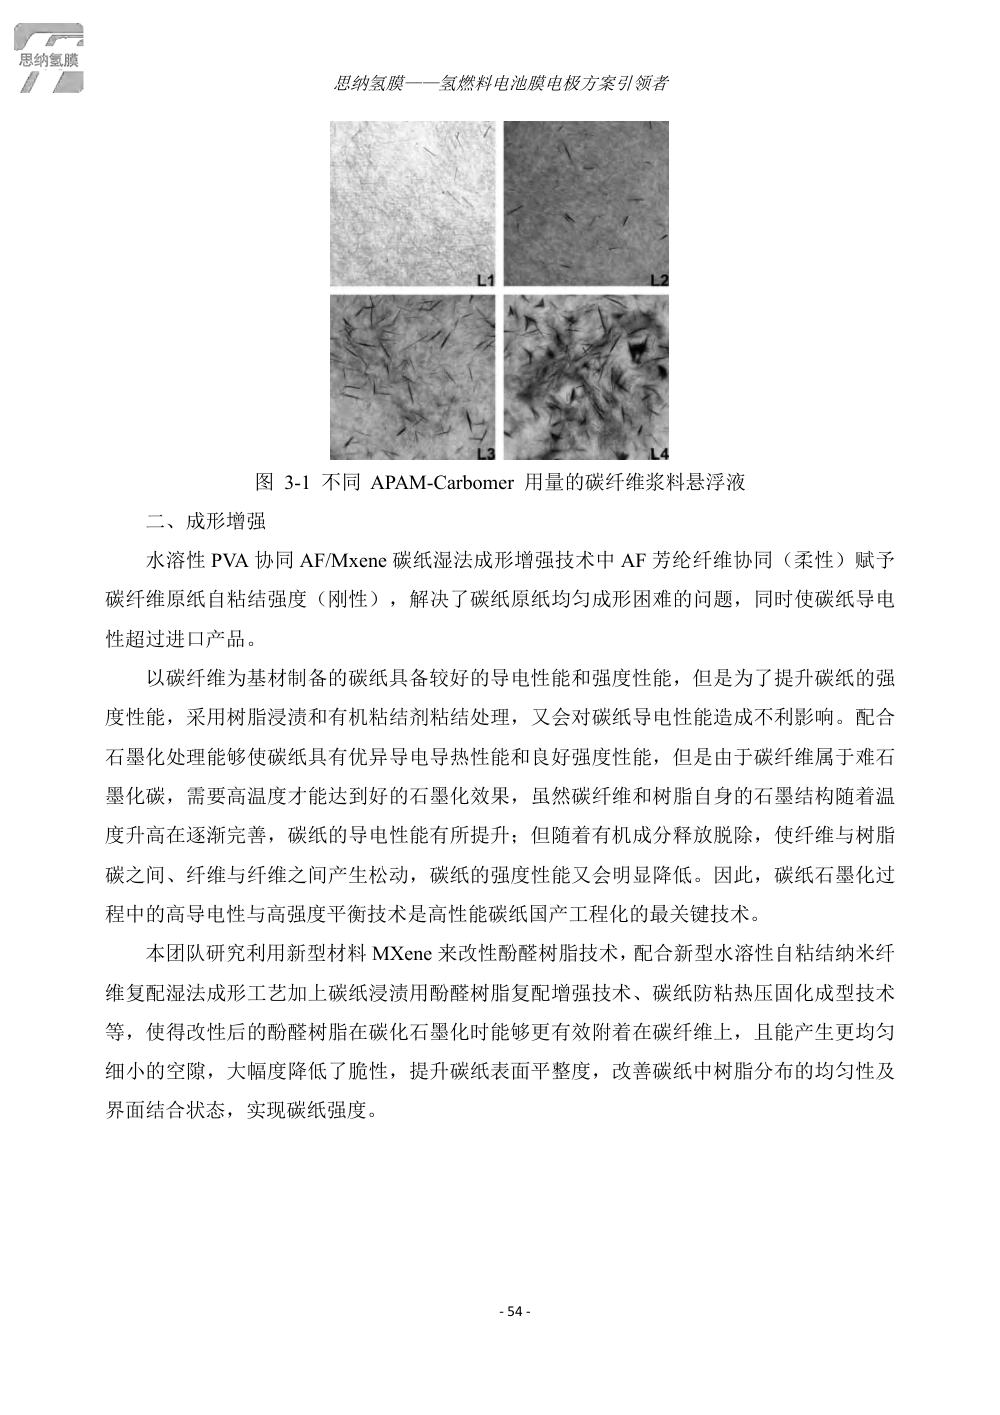 思纳氢膜
思纳氢膜——氢燃料电池膜电极方案引领者
L1
L2
L3
L4
图 3-1 不同 APAM-Carbomer 用量的碳纤维浆料悬浮液
二、成形增强
水溶性 PVA 协同 AF/Mxene 碳纸湿法成形增强技术中 AF 芳纶纤维协同（柔性）赋予
碳纤维原纸自粘结强度（刚性），解决了碳纸原纸均匀成形困难的问题，同时使碳纸导电
性超过进口产品。
以碳纤维为基材制备的碳纸具备较好的导电性能和强度性能，但是为了提升碳纸的强
度性能，采用树脂浸渍和有机粘结剂粘结处理，又会对碳纸导电性能造成不利影响。配合
石墨化处理能够使碳纸具有优异导电导热性能和良好强度性能，但是由于碳纤维属于难石
墨化碳，需要高温度才能达到好的石墨化效果，虽然碳纤维和树脂自身的石墨结构随着温
度升高在逐渐完善，碳纸的导电性能有所提升；但随着有机成分释放脱除，使纤维与树脂
碳之间、纤维与纤维之间产生松动，碳纸的强度性能又会明显降低。因此，碳纸石墨化过
程中的高导电性与高强度平衡技术是高性能碳纸国产工程化的最关键技术。
本团队研究利用新型材料 MXene 来改性酚醛树脂技术，配合新型水溶性自粘结纳米纤
维复配湿法成形工艺加上碳纸浸渍用酚醛树脂复配增强技术、碳纸防粘热压固化成型技术
等，使得改性后的酚醛树脂在碳化石墨化时能够更有效附着在碳纤维上，且能产生更均匀
细小的空隙，大幅度降低了脆性，提升碳纸表面平整度，改善碳纸中树脂分布的均匀性及
界面结合状态，实现碳纸强度。
- 54 -